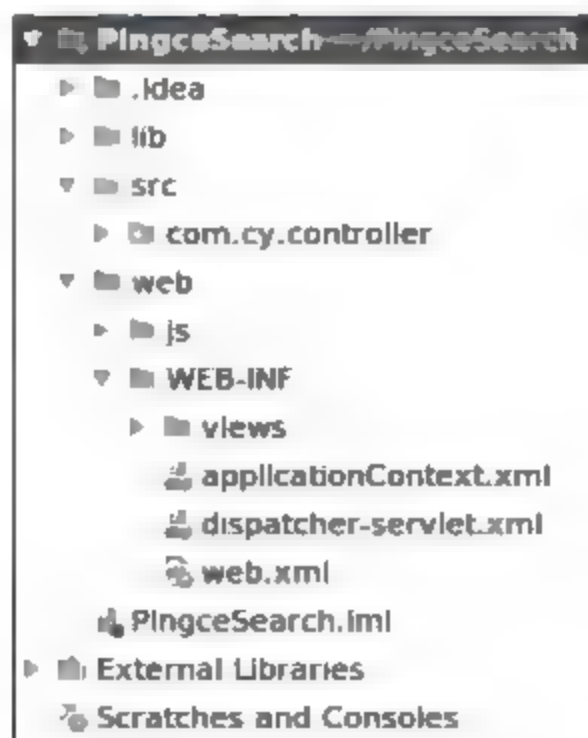 PingceSearch ~/PingceSearch
.idea
lib
src
com.cy.controller
web
js
WEB-INF
views
applicationContext.xml
dispatcher-servlet.xml
web.xml
PingceSearch.iml
External Libraries
Scratches and Consoles